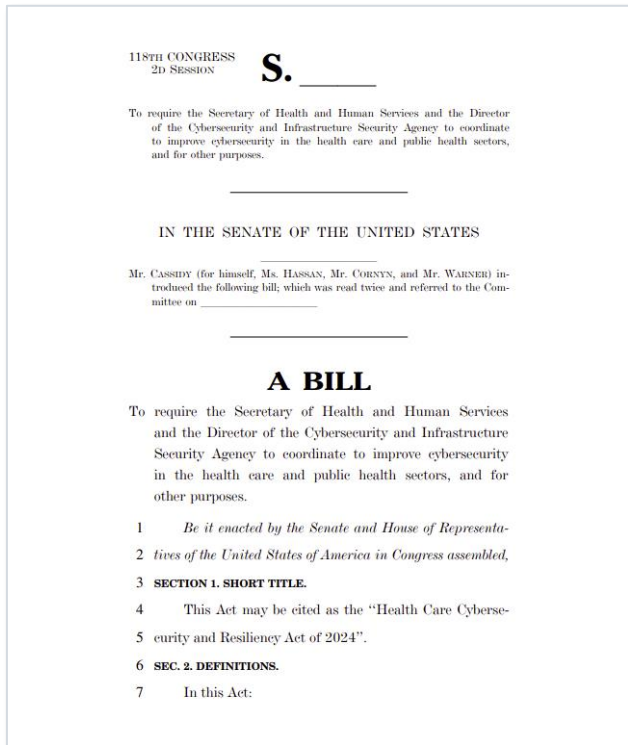 118TH CONGRESS
2D SESSION
S. ________
To require the Secretary of Health and Human Services and the Director
of the Cybersecurity and Infrastructure Security Agency to coordinate
to improve cybersecurity in the health care and public health sectors,
and for other purposes.
IN THE SENATE OF THE UNITED STATES
Mr. CASSIDY (for himself, Ms. HASSAN, Mr. CORNYN, and Mr. WARNER) in-
troduced the following bill; which was read twice and referred to the Com-
mittee on ________
A BILL
To require the Secretary of Health and Human Services
and the Director of the Cybersecurity and Infrastructure
Security Agency to coordinate to improve cybersecurity
in the health care and public health sectors, and for
other purposes.
1 Be it enacted by the Senate and House of Representa-
2 tives of the United States of America in Congress assembled,
3 SECTION 1. SHORT TITLE.
4 This Act may be cited as the ‘‘Health Care Cyberse-
5 curity and Resiliency Act of 2024’’.
6 SEC. 2. DEFINITIONS.
7 In this Act: